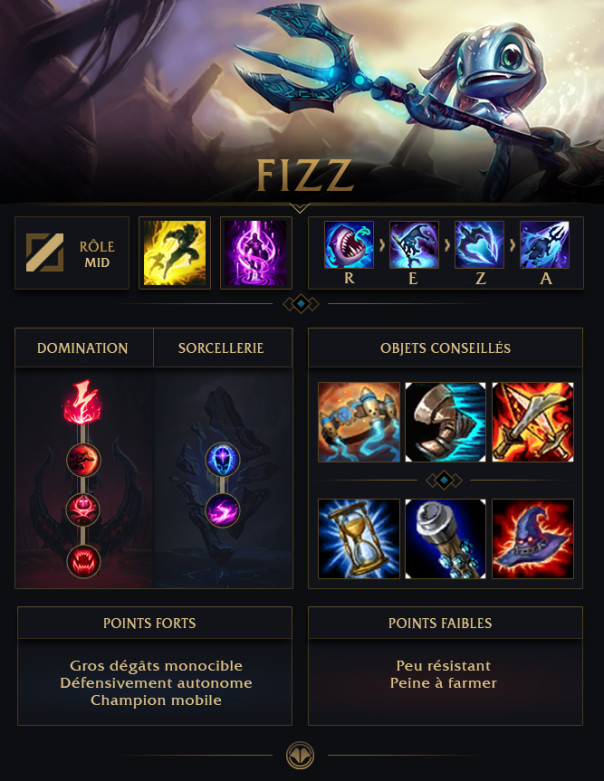 FIZZ
RÔLE
MID
R
E
Z
A
DOMINATION
SORCELLERIE
OBJETS CONSEILLÉS
POINTS FORTS
Gros dégâts monocible
Défensivement autonome
Champion mobile
POINTS FAIBLES
Peu résistant
Peine à farmer